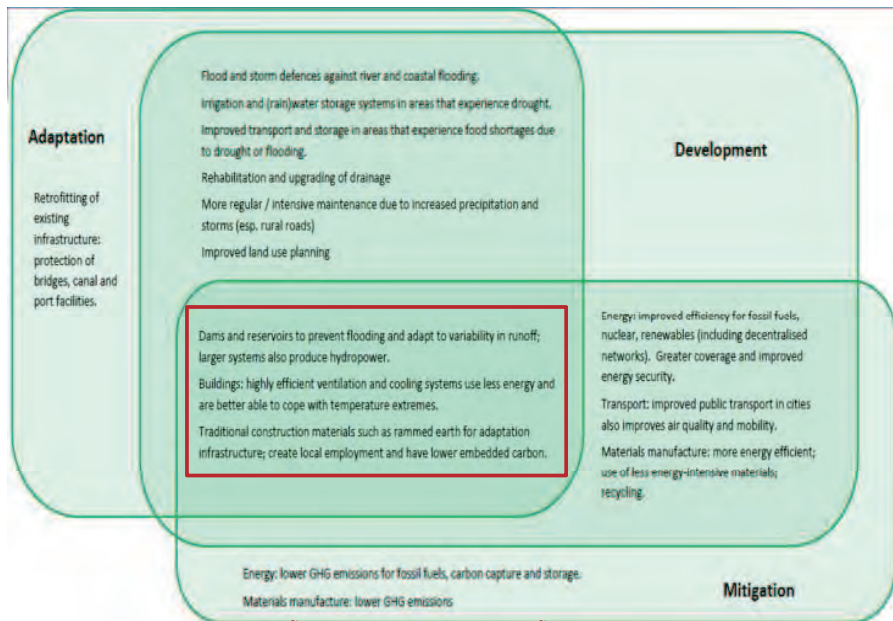 Flood and storm defences against river and coastal flooding.
Irrigation and (rain)water storage systems in areas that experience drought.
Improved transport and storage in areas that experience food shortages due
to drought or flooding.
Rehabilitation and upgrading of drainage
More regular / intensive maintenance due to increased precipitation and
storms (esp. rural roads)
Improved land use planning
Adaptation
Retrofitting of
existing
infrastructure:
protection of
bridges, canal and
port facilities.
Development
Dams and reservoirs to prevent flooding and adapt to variability in runoff;
larger systems also produce hydropower.
Buildings: highly efficient ventilation and cooling systems use less energy and
are better able to cope with temperature extremes.
Traditional construction materials such as rammed earth for adaptation
infrastructure; create local employment and have lower embedded carbon.
Energy: improved efficiency for fossil fuels,
nuclear, renewables (including decentralised
networks). Greater coverage and improved
energy security.
Transport: improved public transport in cities
also improves air quality and mobility.
Materials manufacture: more energy efficient;
use of less energy-intensive materials;
recycling.
Energy: lower GHG emissions for fossil fuels, carbon capture and storage.
Materials manufacture: lower GHG emissions
Mitigation